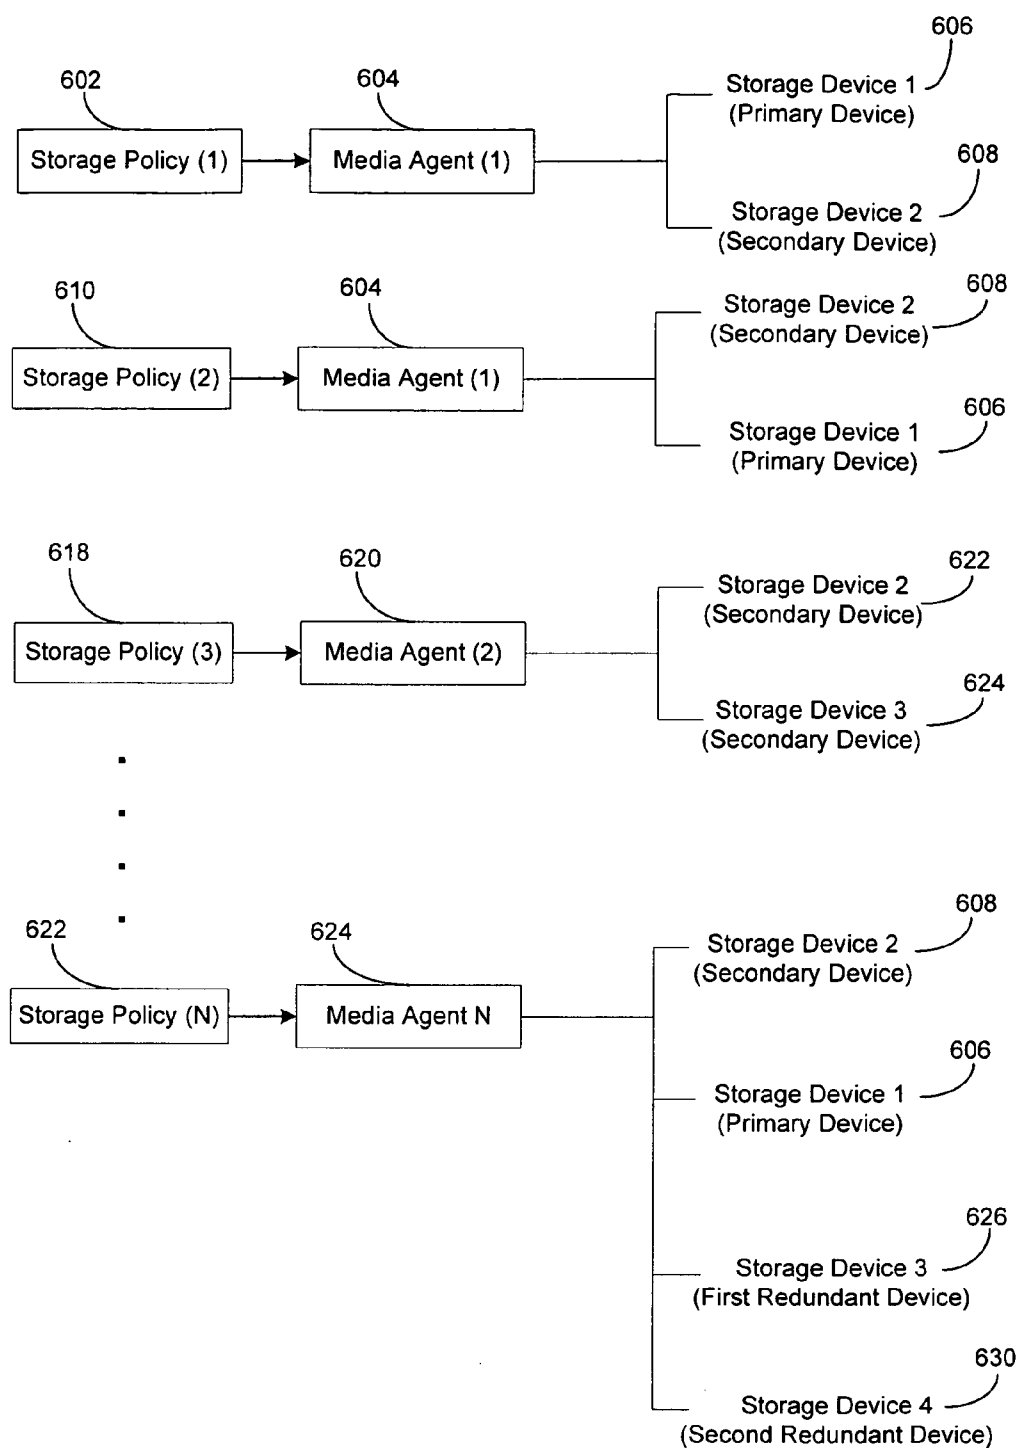 606
602
604
Storage Device 1
(Primary Device)
Storage Policy (1)
Media Agent (1)
608
Storage Device 2
(Secondary Device)
610
604
608
Storage Device 2
(Secondary Device)
Storage Policy (2)
Media Agent (1)
606
Storage Device 1
(Primary Device)
618
620
622
Storage Device 2
(Secondary Device)
Storage Policy (3)
Media Agent (2)
624
Storage Device 3
(Secondary Device)
622
624
608
Storage Device 2
(Secondary Device)
Storage Policy (N)
Media Agent N
606
Storage Device 1
(Primary Device)
626
Storage Device 3
(First Redundant Device)
630
Storage Device 4
(Second Redundant Device)